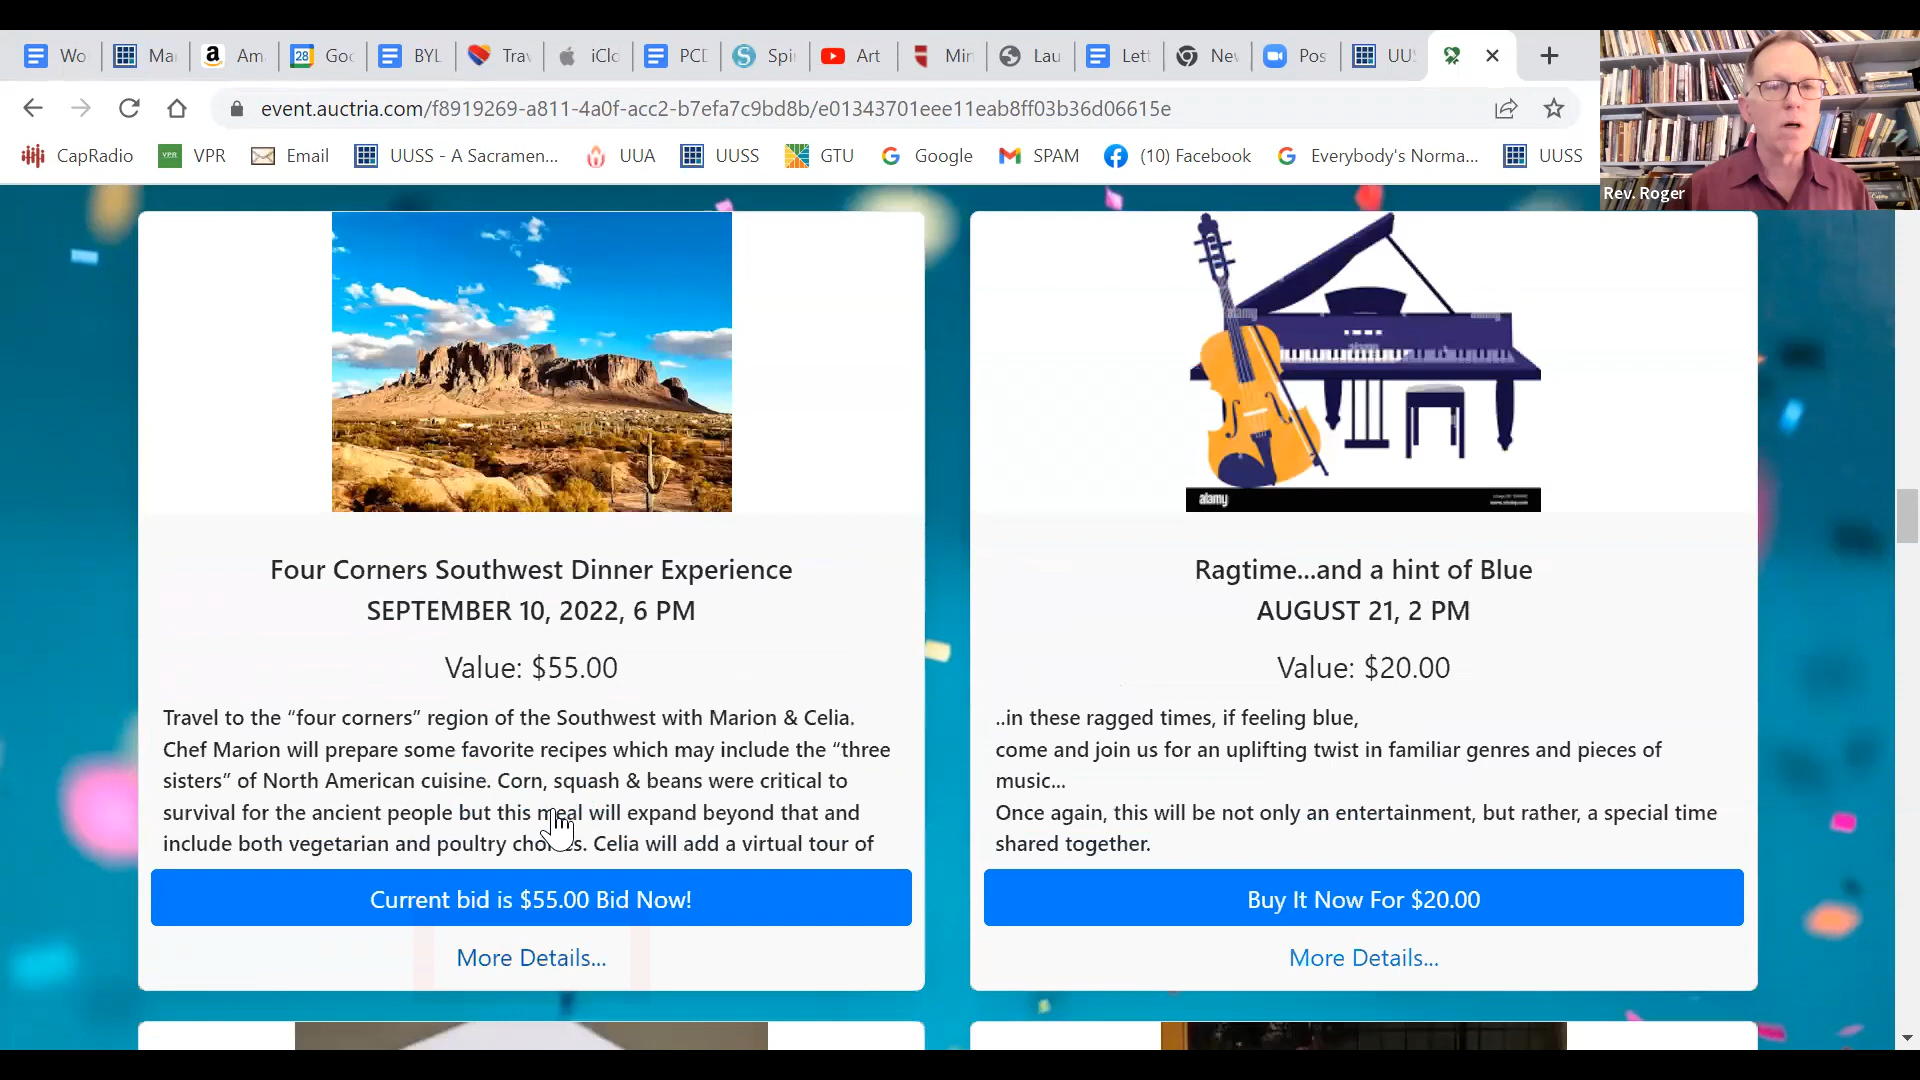 Wo
Ma
Am
28
Goo
BYL
Trav
iClo
PCD
Spi
Art
Min
Lau
Lett
Nev
Pos
UU
event.auctria.com/f8919269-a811-4a0f-acc2-b7efa7c9bd8b/e01343701eee11eab8ff03b36d06615e
CapRadio
VPR
VPR
Email
UUSS - A Sacramen...
UUA
UUSS
GTU
Google
SPAM
(10) Facebook
Everybody's Norma...
UUSS
Rev. Roger
alamy
alamy
Four Corners Southwest Dinner Experience
SEPTEMBER 10, 2022, 6 PM
Value: $55.00
Travel to the “four corners” region of the Southwest with Marion & Celia.
Chef Marion will prepare some favorite recipes which may include the “three
sisters” of North American cuisine. Corn, squash & beans were critical to
survival for the ancient people but this meal will expand beyond that and
include both vegetarian and poultry choices. Celia will add a virtual tour of
Current bid is $55.00 Bid Now!
More Details...
Ragtime...and a hint of Blue
AUGUST 21, 2 PM
Value: $20.00
..in these ragged times, if feeling blue,
come and join us for an uplifting twist in familiar genres and pieces of
music...
Once again, this will be not only an entertainment, but rather, a special time
shared together.
Buy It Now For $20.00
More Details...